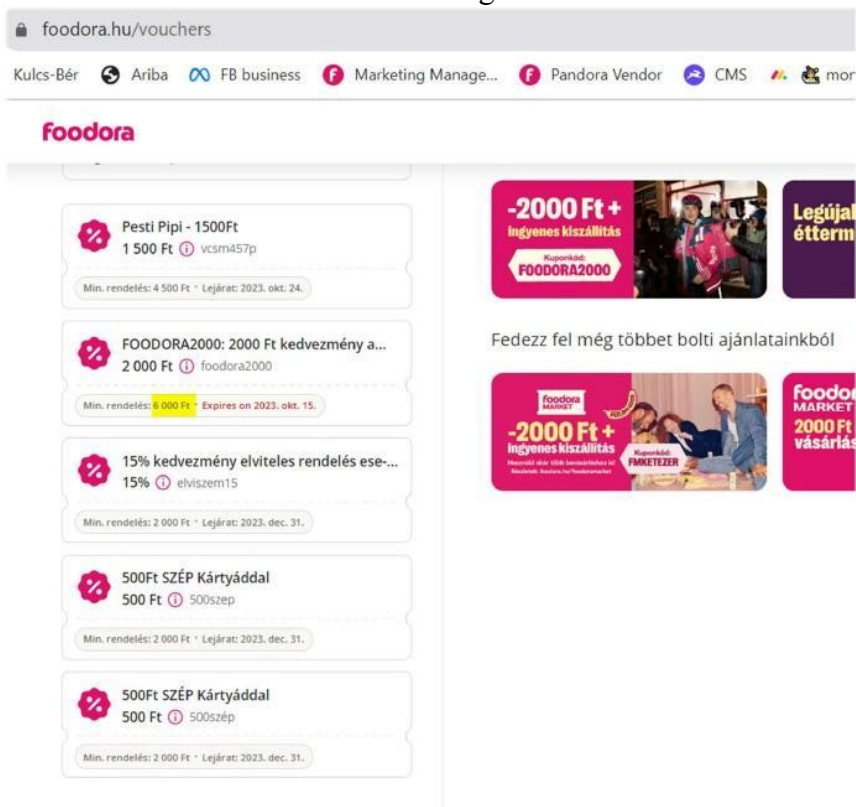 foodora.hu/vouchers
Kulcs-Bér Ariba FB business Marketing Manage... Pandora Vendor CMS mor
foodora
Pesti Pipi - 1500Ft
1 500 Ft vcsm457p
Min. rendelés: 4 500 Ft · Lejárat: 2023. okt. 24.
FOODORA2000: 2000 Ft kedvezmény a...
2 000 Ft foodora2000
Min. rendelés: 6 000 Ft · Expires on 2023. okt. 15.
15% kedvezmény elviteles rendelés ese-...
15% elviszem15
Min. rendelés: 2 000 Ft · Lejárat: 2023. dec. 31.
500Ft SZÉP Kártyáddal
500 Ft 500szep
Min. rendelés: 2 000 Ft · Lejárat: 2023. dec. 31.
500Ft SZÉP Kártyáddal
500 Ft 500szép
Min. rendelés: 2 000 Ft · Lejárat: 2023. dec. 31.
-2000 Ft +
ingyenes kiszállítás
Kuponkód:
FOODORA2000
Legújal
étterm
Fedezz fel még többet bolti ajánlatainkból
foodora
MARKET
-2000 Ft +
ingyenes kiszállítás
Kuponkód:
FMKETEZER
foodor
MARKET
2000 Ft
vásárlás